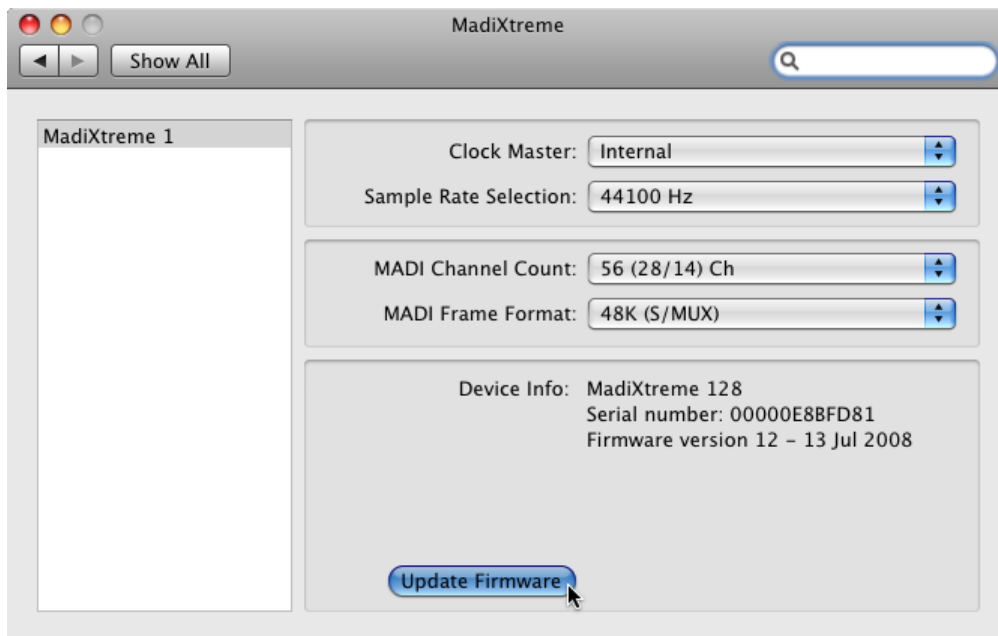 MadiXtreme
Show All
MadiXtreme 1
Clock Master: Internal
Sample Rate Selection: 44100 Hz
MADI Channel Count: 56 (28/14) Ch
MADI Frame Format: 48K (S/MUX)
Device Info: MadiXtreme 128
Serial number: 00000E8BFD81
Firmware version 12 – 13 Jul 2008
Update Firmware